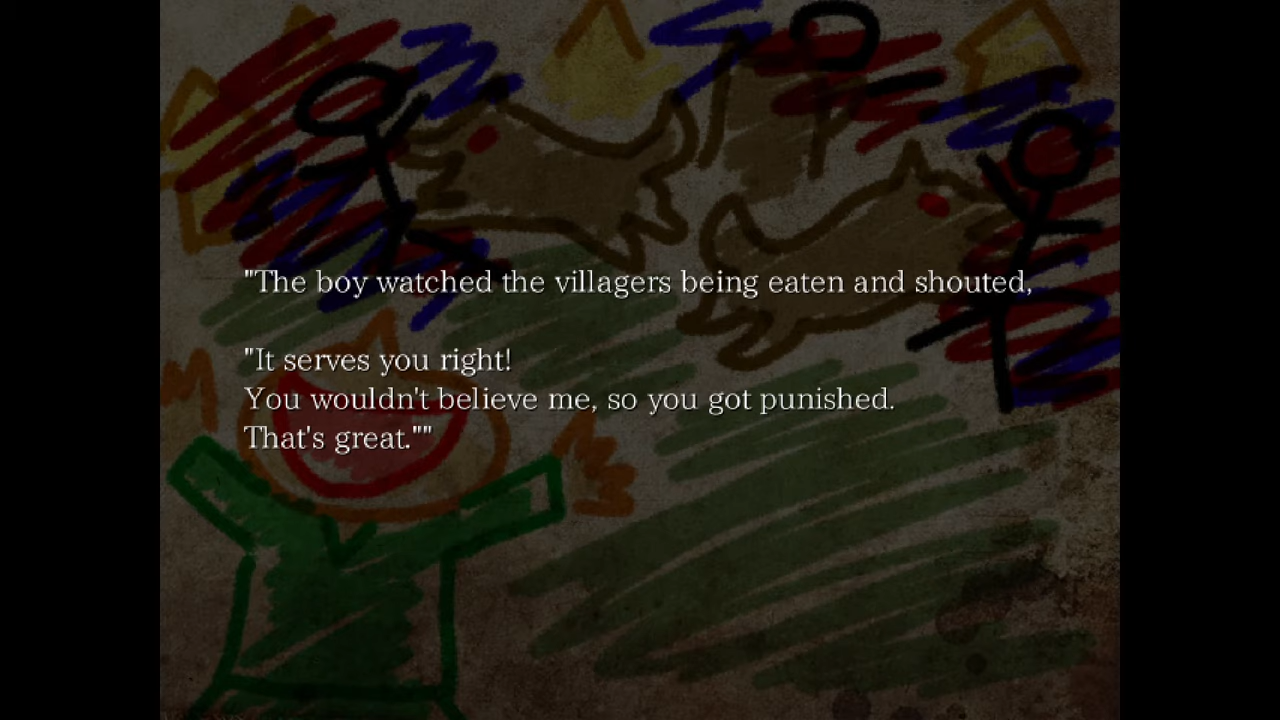 "The boy watched the villagers being eaten and shouted,
"It serves you right!
You wouldn't believe me, so you got punished.
That's great.""